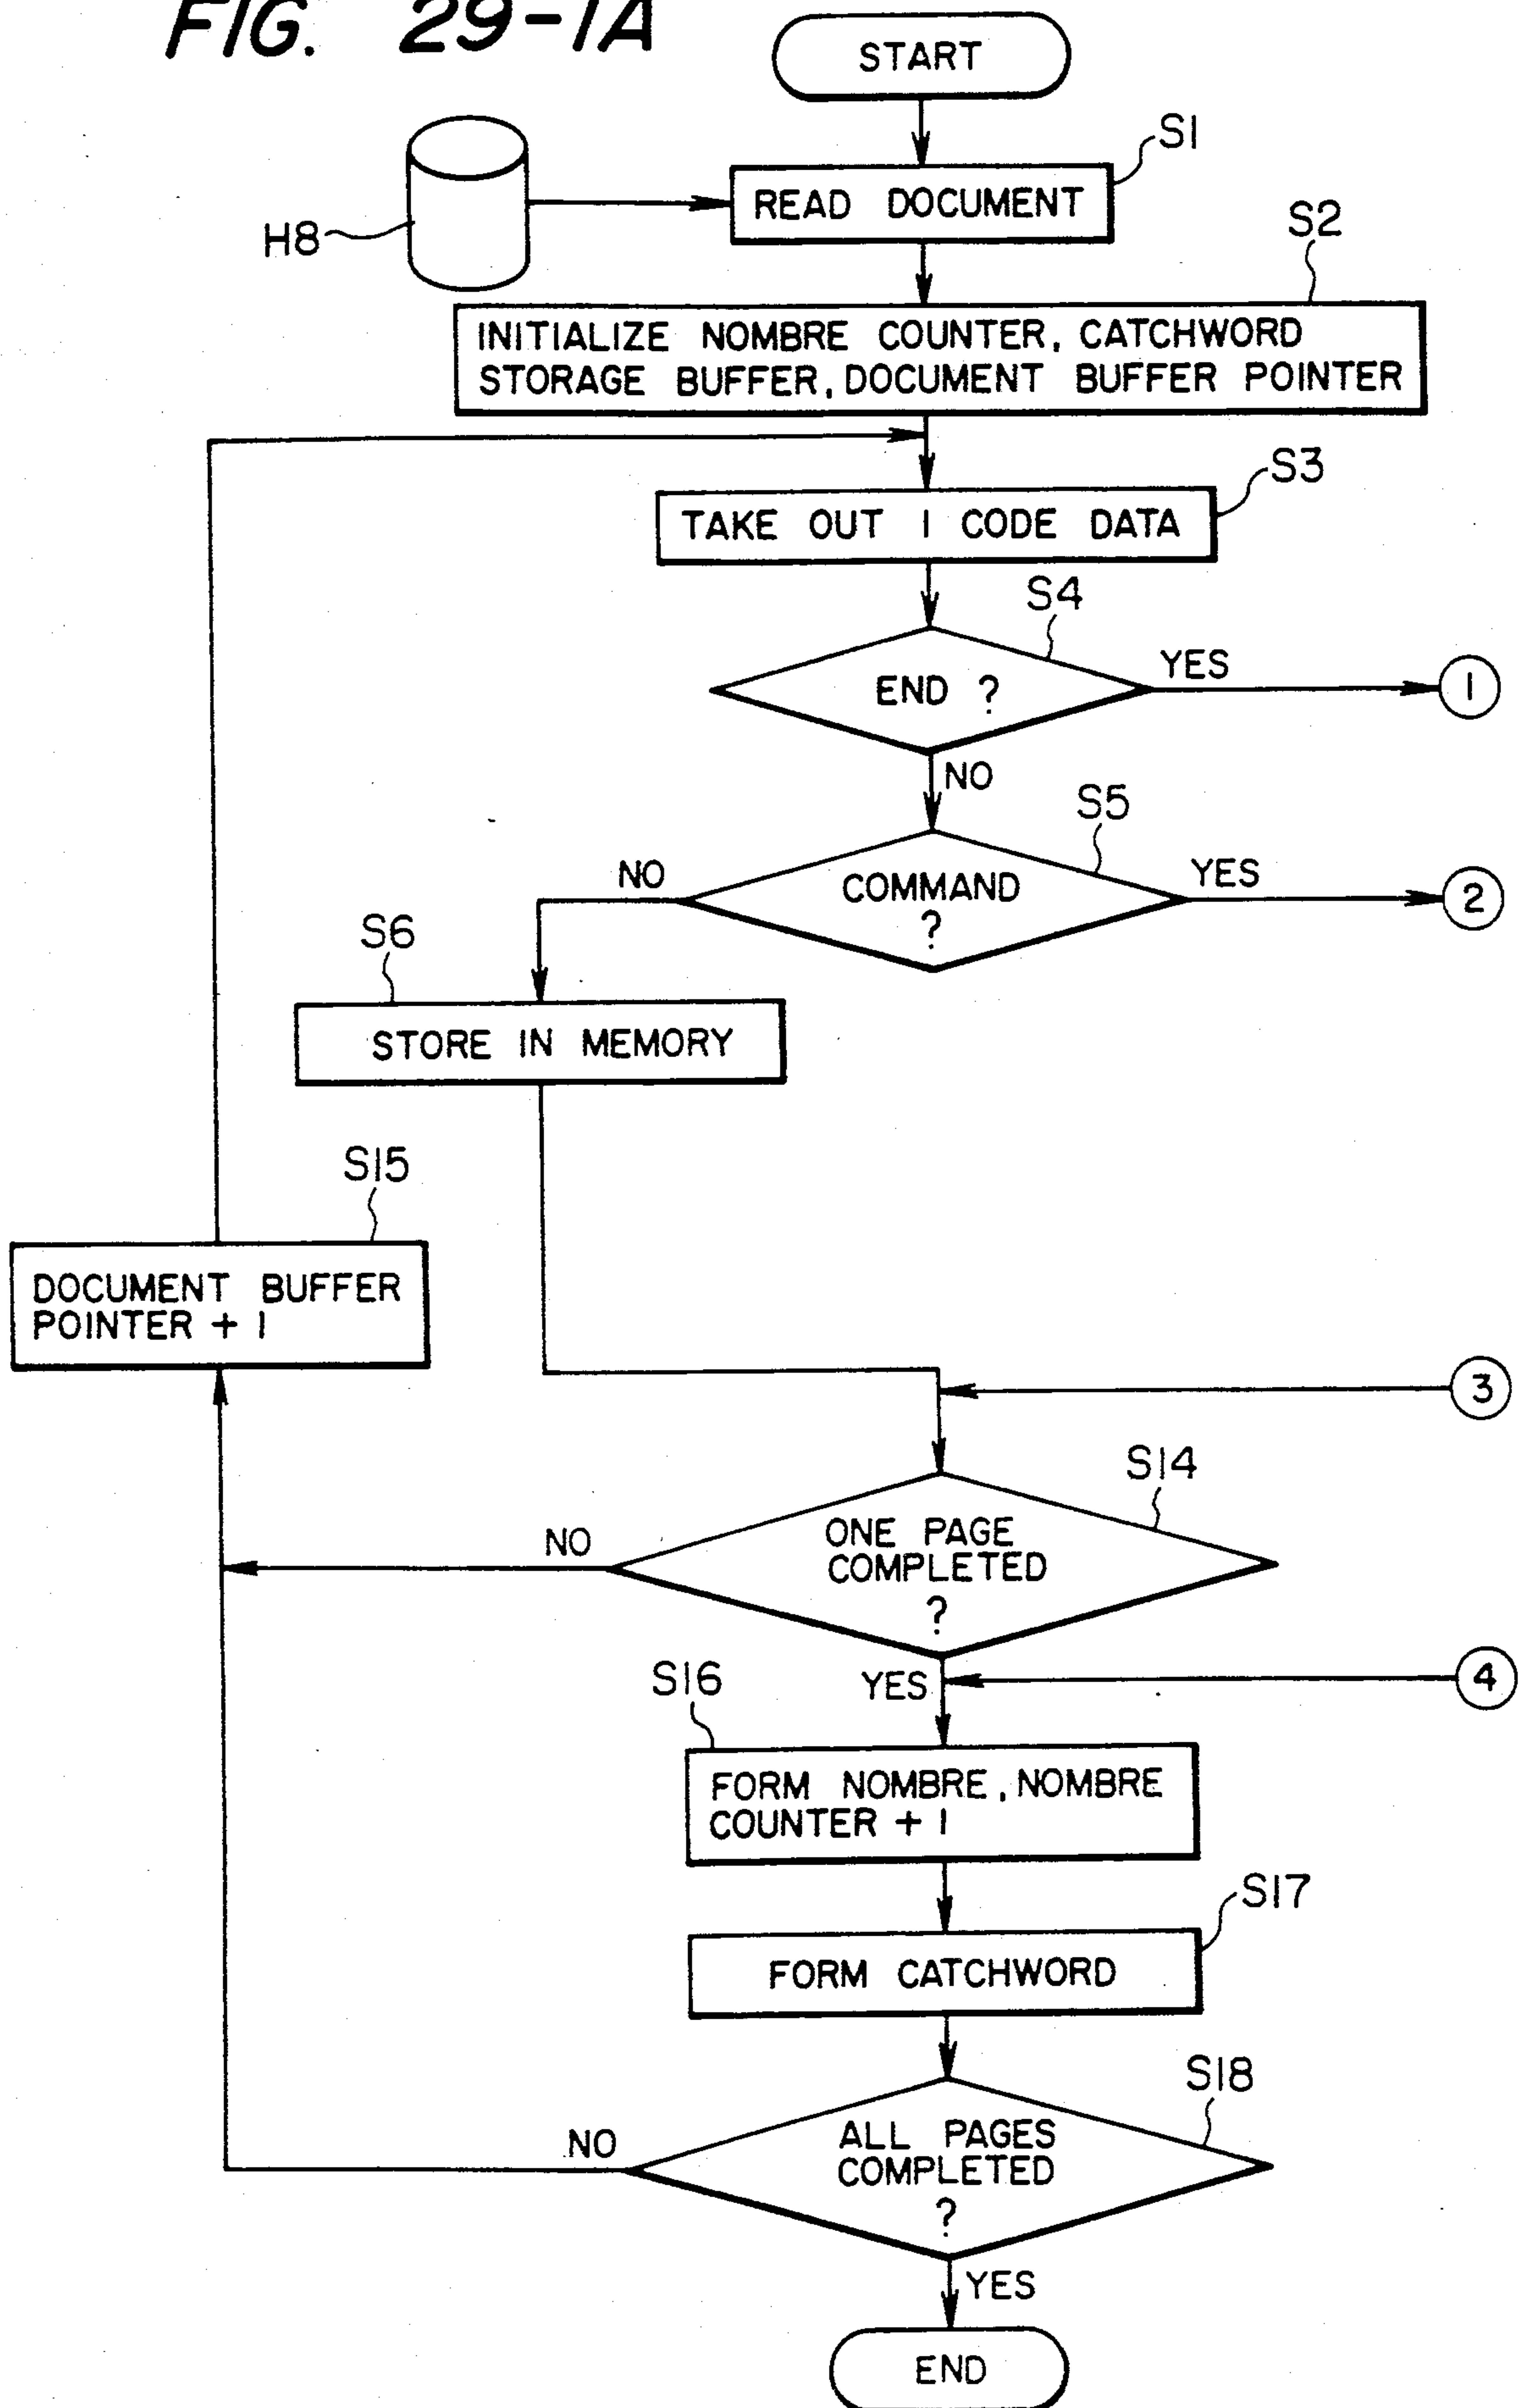 FIG. 29-1A
START
S1
READ DOCUMENT
H8
S2
INITIALIZE NOMBRE COUNTER, CATCHWORD
STORAGE BUFFER, DOCUMENT BUFFER POINTER
S3
TAKE OUT 1 CODE DATA
S4
END ?
YES
1
NO
S5
COMMAND
?
NO
YES
2
S6
STORE IN MEMORY
S15
DOCUMENT BUFFER
POINTER + 1
3
S14
ONE PAGE
COMPLETED
?
NO
YES
4
S16
FORM NOMBRE, NOMBRE
COUNTER + 1
S17
FORM CATCHWORD
S18
ALL PAGES
COMPLETED
?
NO
YES
END